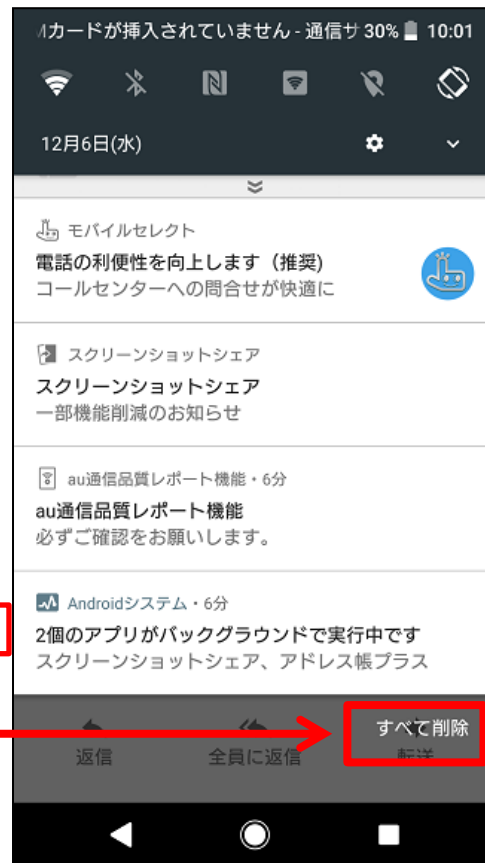 Mカードが挿入されていません - 通信サ 30% 10:01
12月6日(水)
モバイルセレクト
電話の利便性を向上します（推奨)
コールセンターへの問合せが快適に
スクリーンショットシェア
スクリーンショットシェア
一部機能削減のお知らせ
au通信品質レポート機能・6分
au通信品質レポート機能
必ずご確認をお願いします。
Androidシステム・6分
2個のアプリがバックグラウンドで実行中です
スクリーンショットシェア、アドレス帳プラス
すべて削除
返信 全員に返信 転送